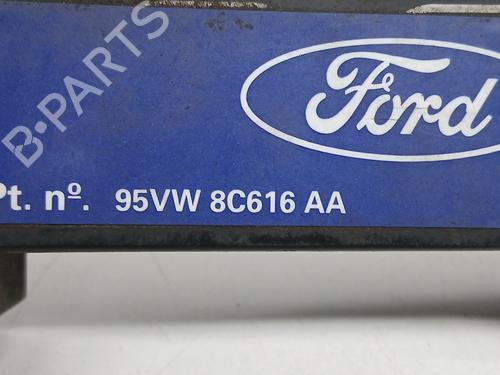 B-PARTS
Ford
Pt. nº. 95VW 8C616 AA